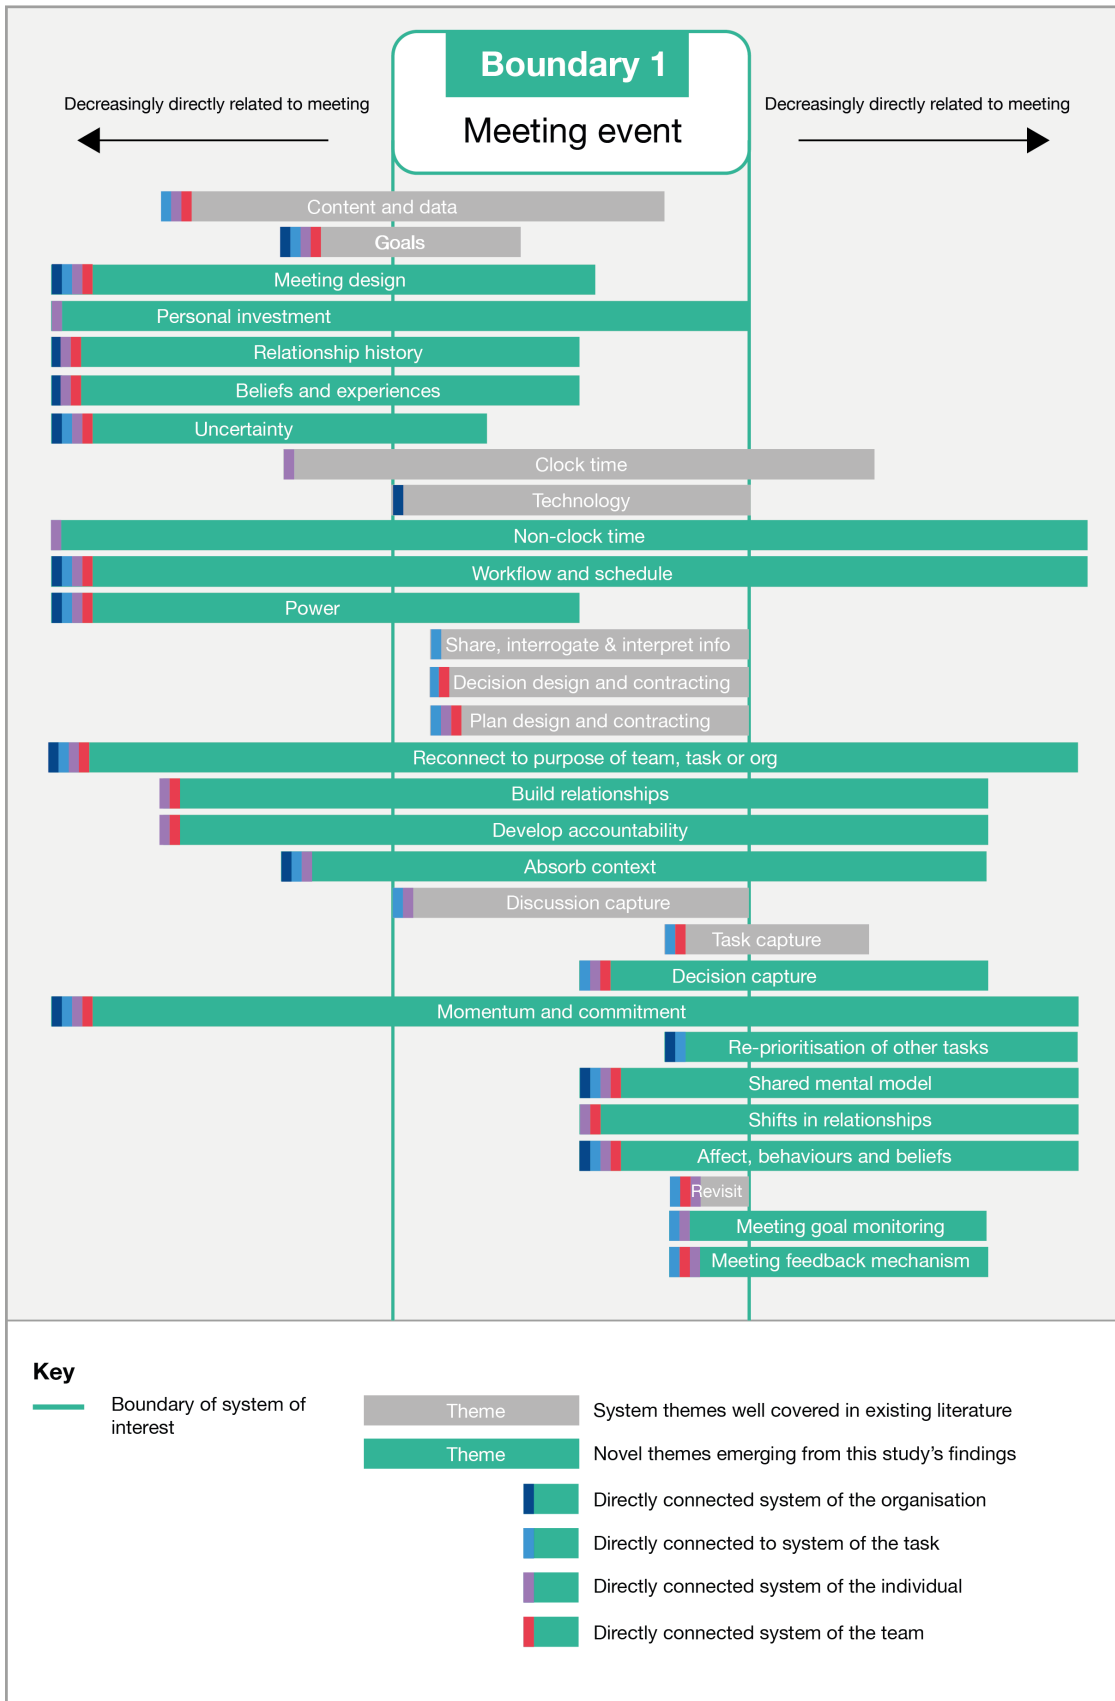 Boundary 1
Meeting event
Decreasingly directly related to meeting
Decreasingly directly related to meeting
Content and data
Goals
Meeting design
Personal investment
Relationship history
Beliefs and experiences
Uncertainty
Clock time
Technology
Non-clock time
Workflow and schedule
Power
Share, interrogate & interpret info
Decision design and contracting
Plan design and contracting
Reconnect to purpose of team, task or org
Build relationships
Develop accountability
Absorb context
Discussion capture
Task capture
Decision capture
Momentum and commitment
Re-prioritisation of other tasks
Shared mental model
Shifts in relationships
Affect, behaviours and beliefs
Revisit
Meeting goal monitoring
Meeting feedback mechanism
Key
Boundary of system of
interest
Theme
System themes well covered in existing literature
Theme
Novel themes emerging from this study’s findings
Directly connected system of the organisation
Directly connected to system of the task
Directly connected system of the individual
Directly connected system of the team